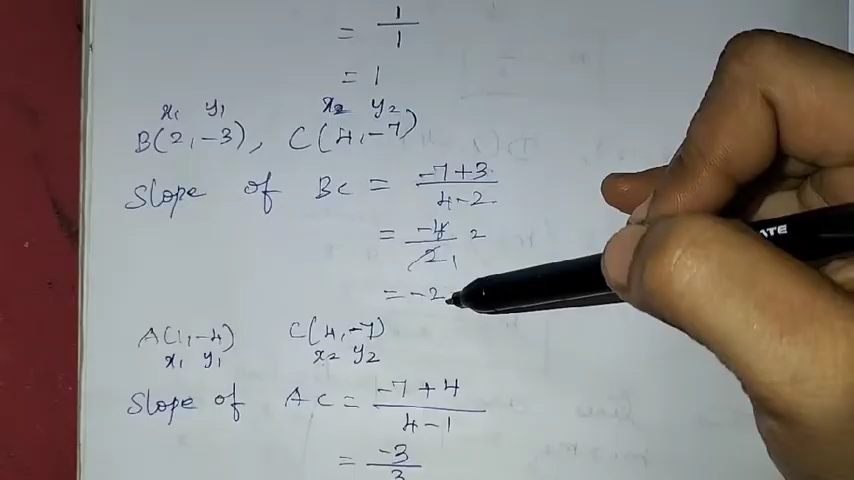 = 1/1
= 1
x1 y1 x2 y2
B(2,-3), C(4,-7)
Slope of BC = -7+3/4-2
= -4/2 2 1
= -2
A(1,-4) C(4,-7)
x1 y1 x2 y2
Slope of AC = -7+4/4-1
= -3/3
ATE